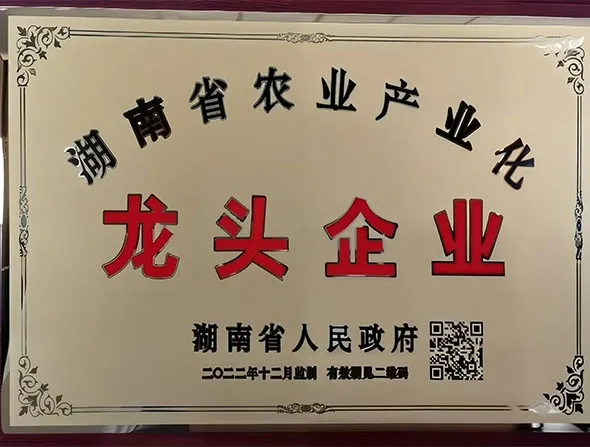 湖南省农业产业化
龙头企业
湖南省人民政府
二〇二二年十二月监制 有效期见二维码